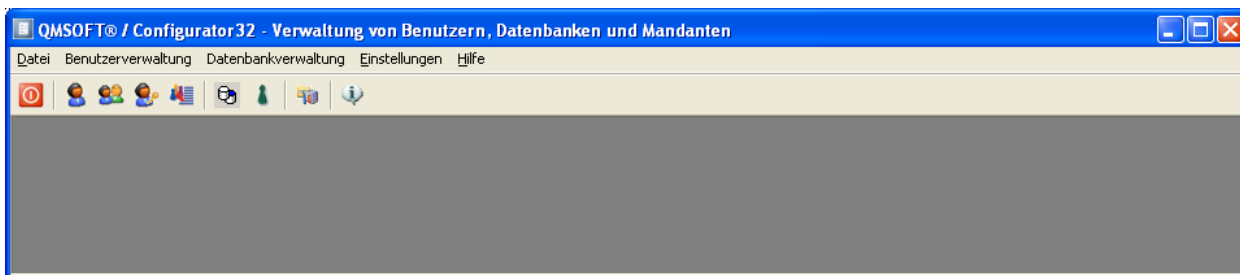 QMSOFT® / Configurator32 - Verwaltung von Benutzern, Datenbanken und Mandanten
Datei Benutzerverwaltung Datenbankverwaltung Einstellungen Hilfe